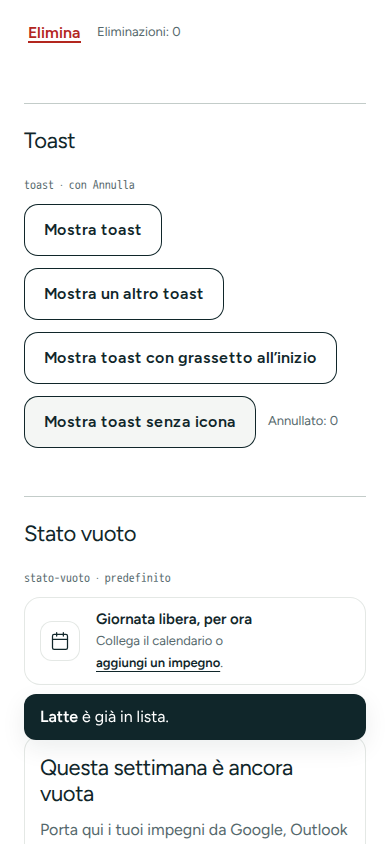 Elimina Eliminazioni: 0
Toast
toast · con Annulla
Mostra toast
Mostra un altro toast
Mostra toast con grassetto all’inizio
Mostra toast senza icona Annullato: 0
Stato vuoto
stato-vuoto · predefinito
Giornata libera, per ora
Collega il calendario o
aggiungi un impegno.
Latte è già in lista.
Questa settimana è ancora
vuota
Porta qui i tuoi impegni da Google, Outlook